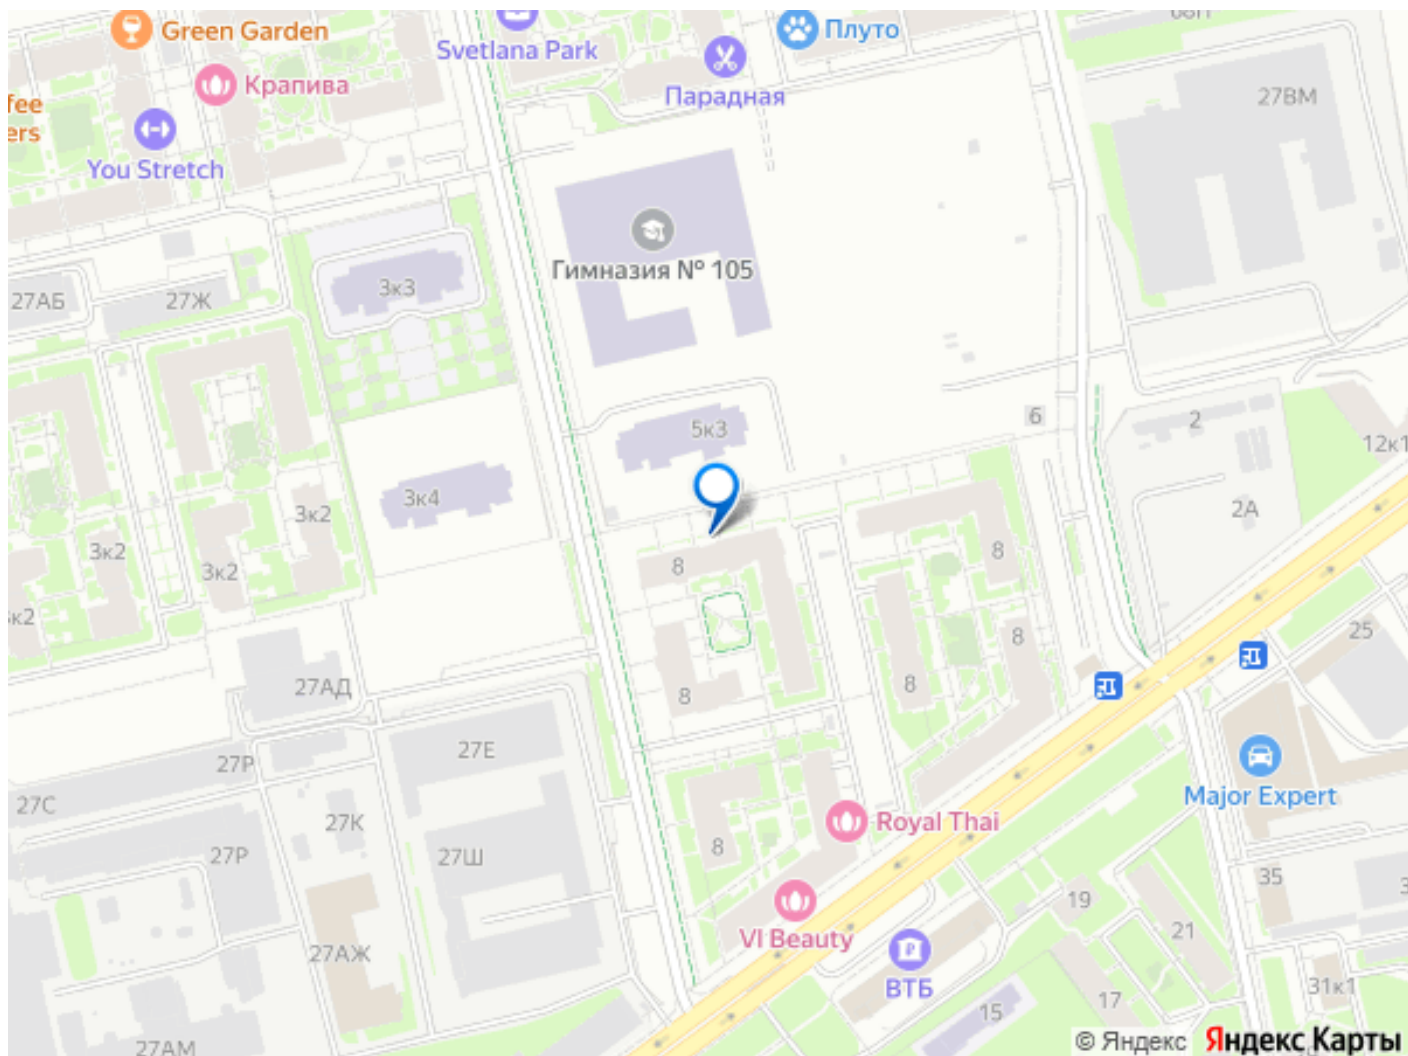 Green Garden
Svetlana Park
Плуто
Крапива
Парадная
27ВМ
fee
ers
You Stretch
Гимназия № 105
3к3
27АБ
27Ж
5к3
6
2
12к1
3к4
3к2
2А
3к2
3к2
8
8
к2
8
25
27АД
8
8
27Е
27Р
Major Expert
27С
27К
Royal Thai
27Р
27Ш
8
35
19
VI Beauty
21
27АЖ
ВТБ
31к1
17
15
27АМ
© Яндекс Яндекс Карты